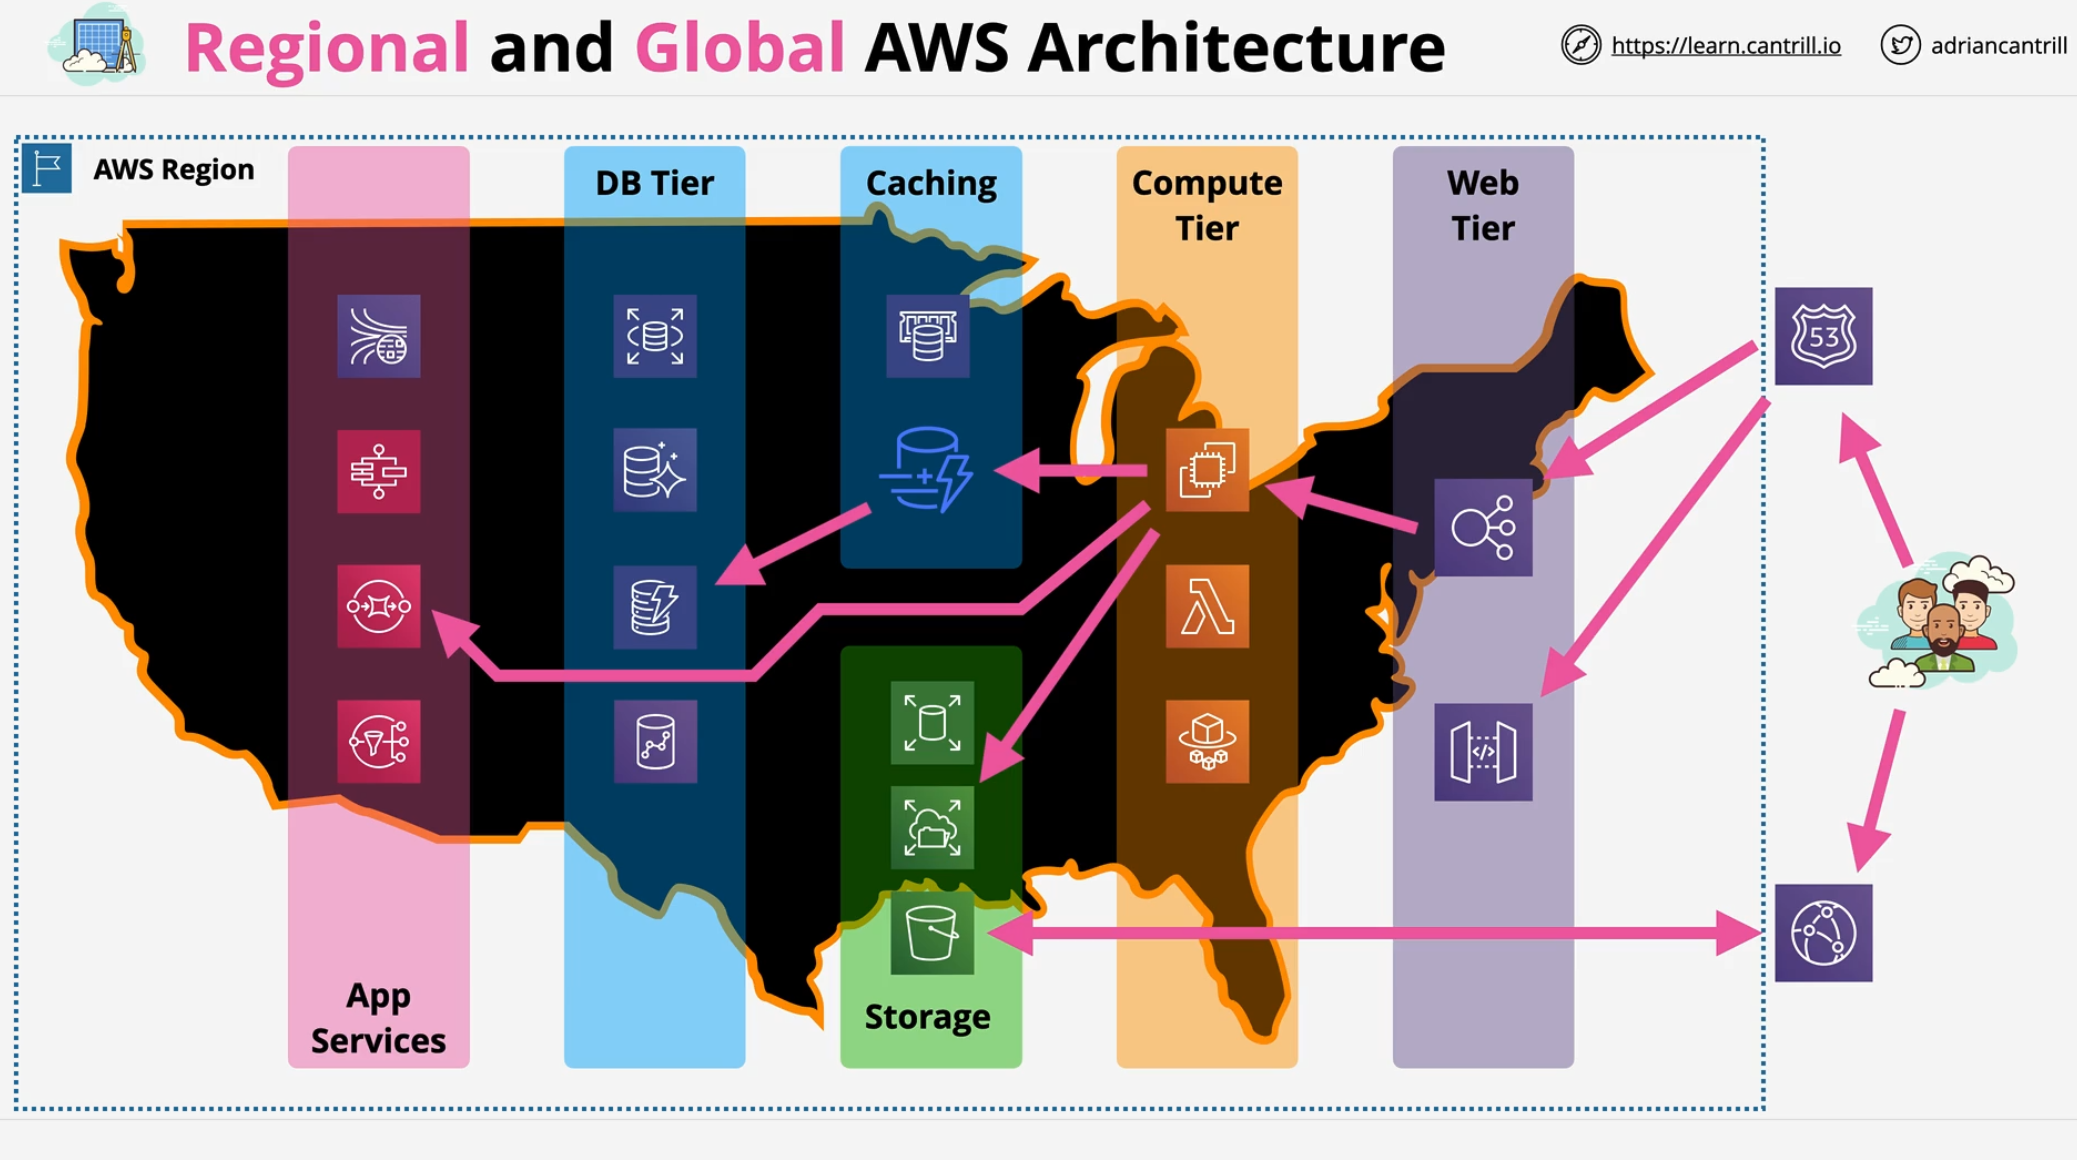 Regional and Global AWS Architecture
https://learn.cantrill.io
adriancantrill
AWS Region
DB Tier
Caching
Compute
Tier
Web
Tier
53
</>
App
Services
Storage